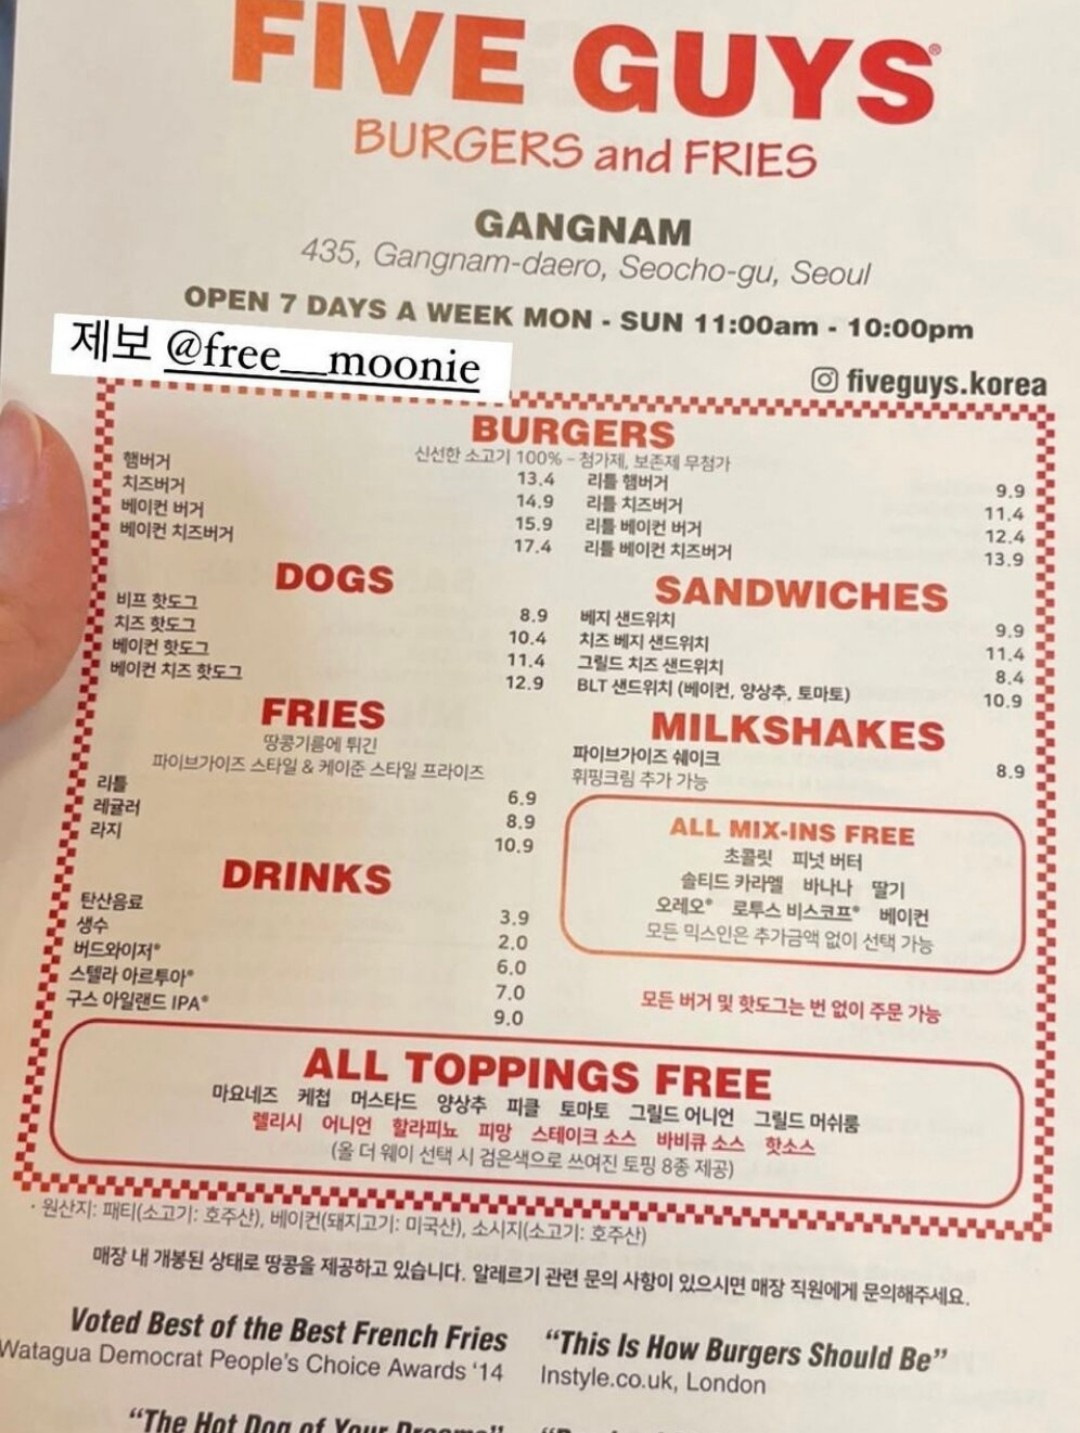 FIVE GUYS®
BURGERS and FRIES
GANGNAM
435, Gangnam-daero, Seocho-gu, Seoul
OPEN 7 DAYS A WEEK MON - SUN 11:00am - 10:00pm
제보 @free__moonie
fiveguys.korea
BURGERS
신선한 소고기 100% – 첨가제, 보존제 무첨가
햄버거 13.4
치즈버거 14.9
베이컨 버거 15.9
베이컨 치즈버거 17.4
리틀 햄버거 9.9
리틀 치즈버거 11.4
리틀 베이컨 버거 12.4
리틀 베이컨 치즈버거 13.9
DOGS
비프 핫도그 8.9
치즈 핫도그 10.4
베이컨 핫도그 11.4
베이컨 치즈 핫도그 12.9
SANDWICHES
베지 샌드위치 9.9
치즈 베지 샌드위치 11.4
그릴드 치즈 샌드위치 8.4
BLT 샌드위치 (베이컨, 양상추, 토마토) 10.9
FRIES
땅콩기름에 튀긴
파이브가이즈 스타일 & 케이준 스타일 프라이즈
리틀 6.9
레귤러 8.9
라지 10.9
MILKSHAKES
파이브가이즈 쉐이크 8.9
휘핑크림 추가 가능
ALL MIX-INS FREE
초콜릿 피넛 버터
솔티드 카라멜 바나나 딸기
오레오® 로투스 비스코프® 베이컨
모든 믹스인은 추가금액 없이 선택 가능
DRINKS
탄산음료 3.9
생수 2.0
버드와이저® 6.0
스텔라 아르투아® 7.0
구스 아일랜드 IPA® 9.0
모든 버거 및 핫도그는 번 없이 주문 가능
ALL TOPPINGS FREE
마요네즈 케첩 머스타드 양상추 피클 토마토 그릴드 어니언 그릴드 머쉬룸
렐리시 어니언 할라피뇨 피망 스테이크 소스 바비큐 소스 핫소스
(올 더 웨이 선택 시 검은색으로 쓰여진 토핑 8종 제공)
· 원산지: 패티(소고기: 호주산), 베이컨(돼지고기: 미국산), 소시지(소고기: 호주산)
매장 내 개봉된 상태로 땅콩을 제공하고 있습니다. 알레르기 관련 문의 사항이 있으시면 매장 직원에게 문의해주세요.
Voted Best of the Best French Fries
Watagua Democrat People's Choice Awards '14
"This Is How Burgers Should Be"
Instyle.co.uk, London
"The Hot Dog of Your Dreams"